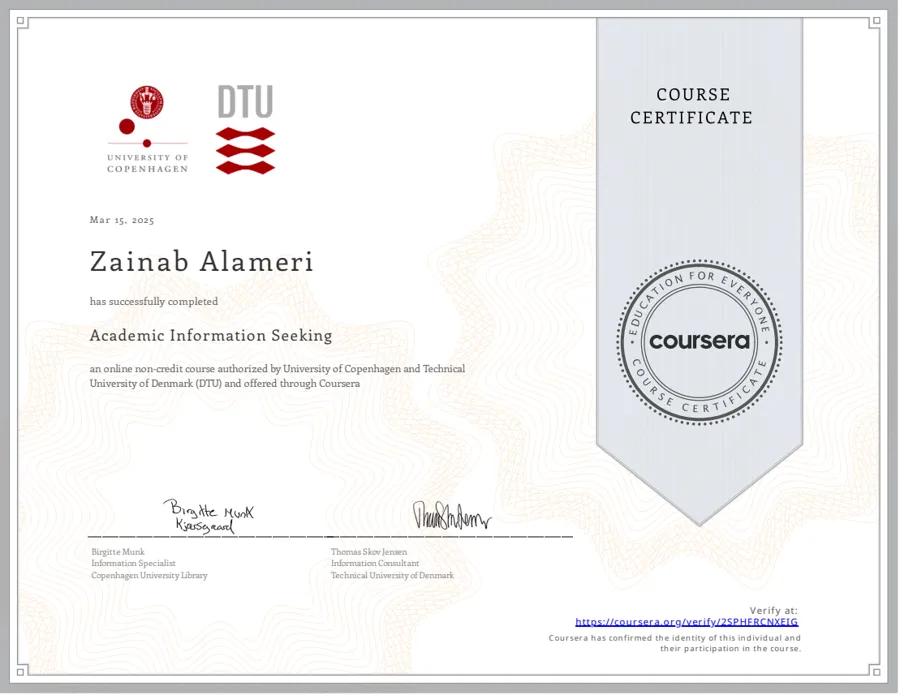 COURSE
CERTIFICATE
DTU
UNIVERSITY OF
COPENHAGEN
Mar 15, 2025
Zainab Alameri
has successfully completed
Academic Information Seeking
an online non-credit course authorized by University of Copenhagen and Technical
University of Denmark (DTU) and offered through Coursera
EDUCATION FOR EVERYONE
coursera
COURSE CERTIFICATE
Birgitte Munk
Kjærsgaard
Birgitte Munk
Information Specialist
Copenhagen University Library
Thomas Skov Jensen
Information Consultant
Technical University of Denmark
Verify at:
https://coursera.org/verify/2SPHFRCNXEIG
Coursera has confirmed the identity of this individual and
their participation in the course.